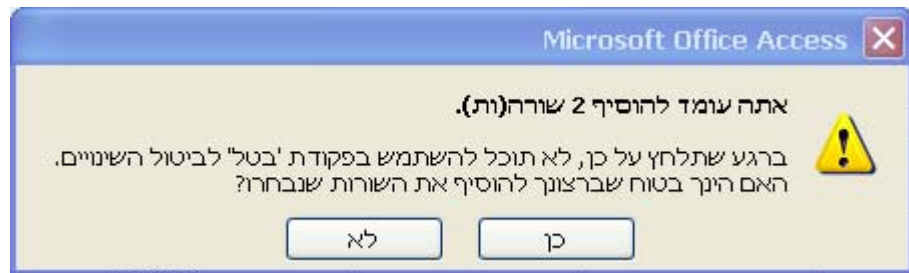 Microsoft Office Access
אתה עומד להוסיף 2 שורה(ות).
ברגע שתלחץ על כן, לא תוכל להשתמש בפקודת 'בטל' לביטול השינויים.
האם הינך בטוח שברצונך להוסיף את השורות שנבחרו?
כן
לא